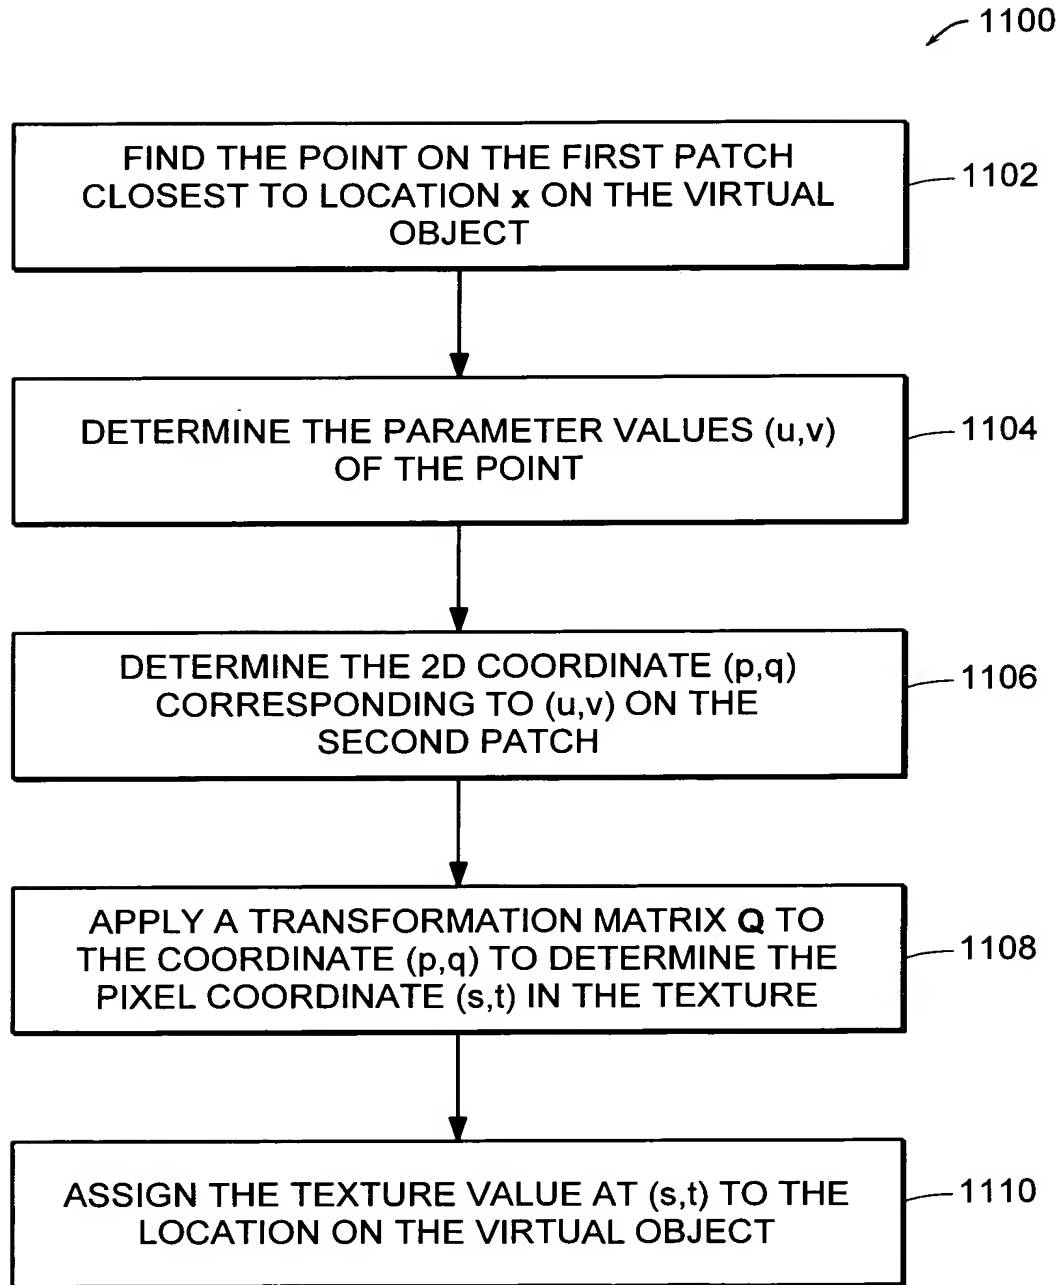 1100
FIND THE POINT ON THE FIRST PATCH
CLOSEST TO LOCATION x ON THE VIRTUAL
OBJECT
1102
DETERMINE THE PARAMETER VALUES (u,v)
OF THE POINT
1104
DETERMINE THE 2D COORDINATE (p,q)
CORRESPONDING TO (u,v) ON THE
SECOND PATCH
1106
APPLY A TRANSFORMATION MATRIX Q TO
THE COORDINATE (p,q) TO DETERMINE THE
PIXEL COORDINATE (s,t) IN THE TEXTURE
1108
ASSIGN THE TEXTURE VALUE AT (s,t) TO THE
LOCATION ON THE VIRTUAL OBJECT
1110